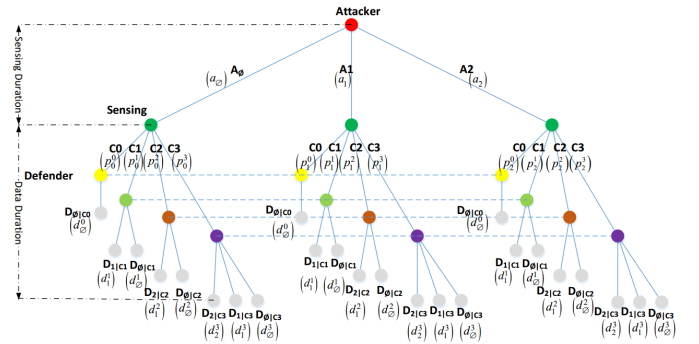 Attacker
Sensing Duration
A∅
(a∅)
A1
(a₁)
A2
(a₂)
Sensing
C0 C1 C2 C3
(p₀⁰) (p₀¹) (p₀²) (p₀³)
C0 C1 C2 C3
(p₁⁰) (p₁¹) (p₁²) (p₁³)
C0 C1 C2 C3
(p₂⁰) (p₂¹) (p₂²) (p₂³)
Defender
Data Duration
D∅|C0
(d∅⁰)
D∅|C0
(d∅⁰)
D∅|C0
(d∅⁰)
D1|C1 D∅|C1
(d₁¹) (d∅¹)
D1|C1 D∅|C1
(d₁¹) (d∅¹)
D1|C1 D∅|C1
(d₁¹) (d∅¹)
D2|C2 D∅|C2
(d₁²) (d∅²)
D2|C2 D∅|C2
(d₁²) (d∅²)
D2|C2 D∅|C2
(d₁²) (d∅²)
D2|C3 D1|C3 D∅|C3
(d₂³) (d₁³) (d∅³)
D2|C3 D1|C3 D∅|C3
(d₂³) (d₁³) (d∅³)
D2|C3 D1|C3 D∅|C3
(d₂³) (d₁³) (d∅³)